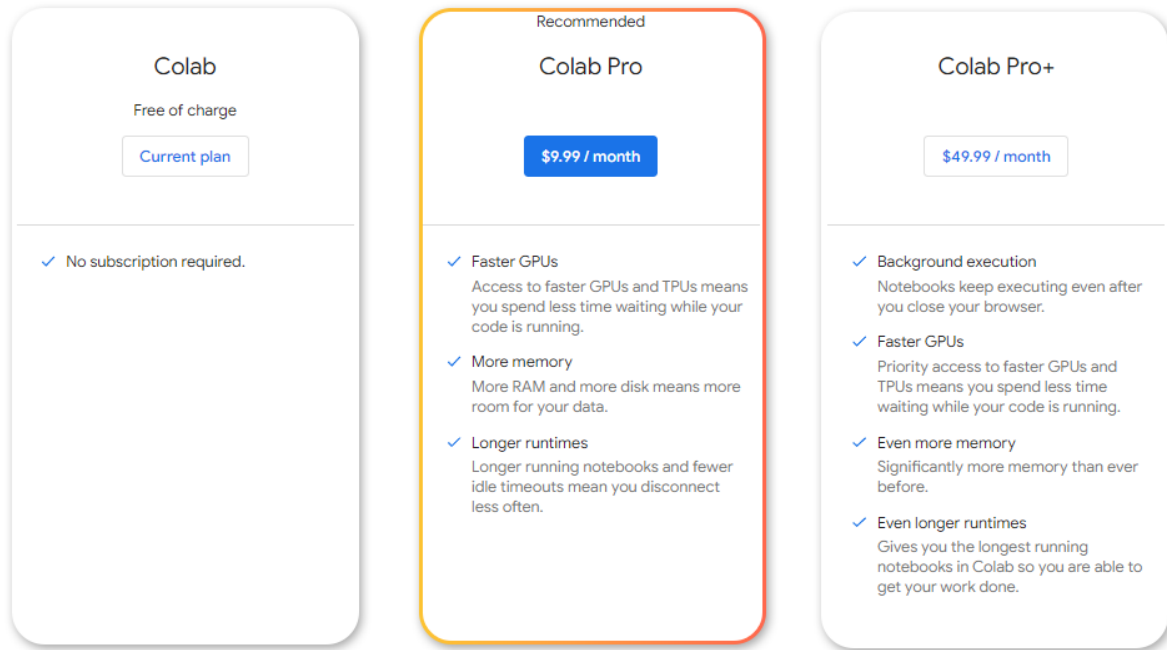 Colab
Free of charge
Current plan
No subscription required.
Recommended
Colab Pro
$9.99 / month
Faster GPUs
Access to faster GPUs and TPUs means
you spend less time waiting while your
code is running.
More memory
More RAM and more disk means more
room for your data.
Longer runtimes
Longer running notebooks and fewer
idle timeouts mean you disconnect
less often.
Colab Pro+
$49.99 / month
Background execution
Notebooks keep executing even after
you close your browser.
Faster GPUs
Priority access to faster GPUs and
TPUs means you spend less time
waiting while your code is running.
Even more memory
Significantly more memory than ever
before.
Even longer runtimes
Gives you the longest running
notebooks in Colab so you are able to
get your work done.